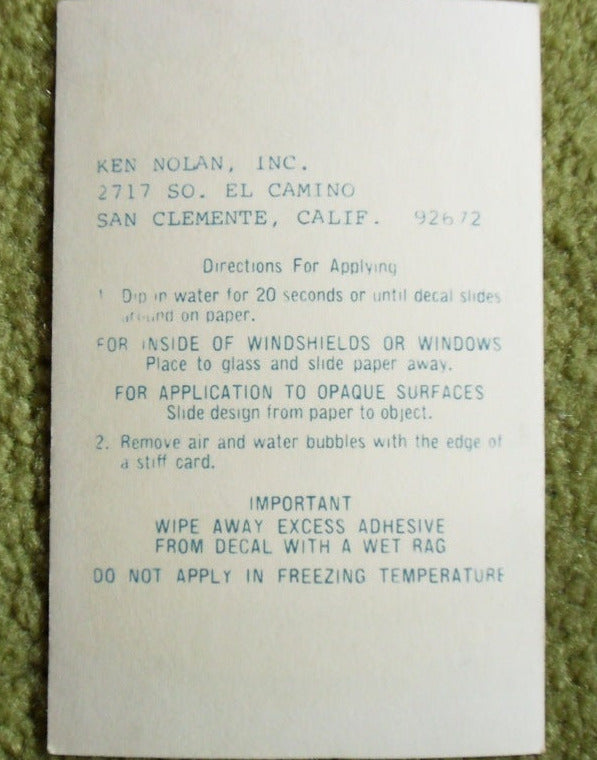 KEN NOLAN, INC.
2717 SO. EL CAMINO
SAN CLEMENTE, CALIF. 92672
Directions For Applying
1. Dip in water for 20 seconds or until decal slides
around on paper.
FOR INSIDE OF WINDSHIELDS OR WINDOWS
Place to glass and slide paper away.
FOR APPLICATION TO OPAQUE SURFACES
Slide design from paper to object.
2. Remove air and water bubbles with the edge of
a stiff card.
IMPORTANT
WIPE AWAY EXCESS ADHESIVE
FROM DECAL WITH A WET RAG
DO NOT APPLY IN FREEZING TEMPERATURE